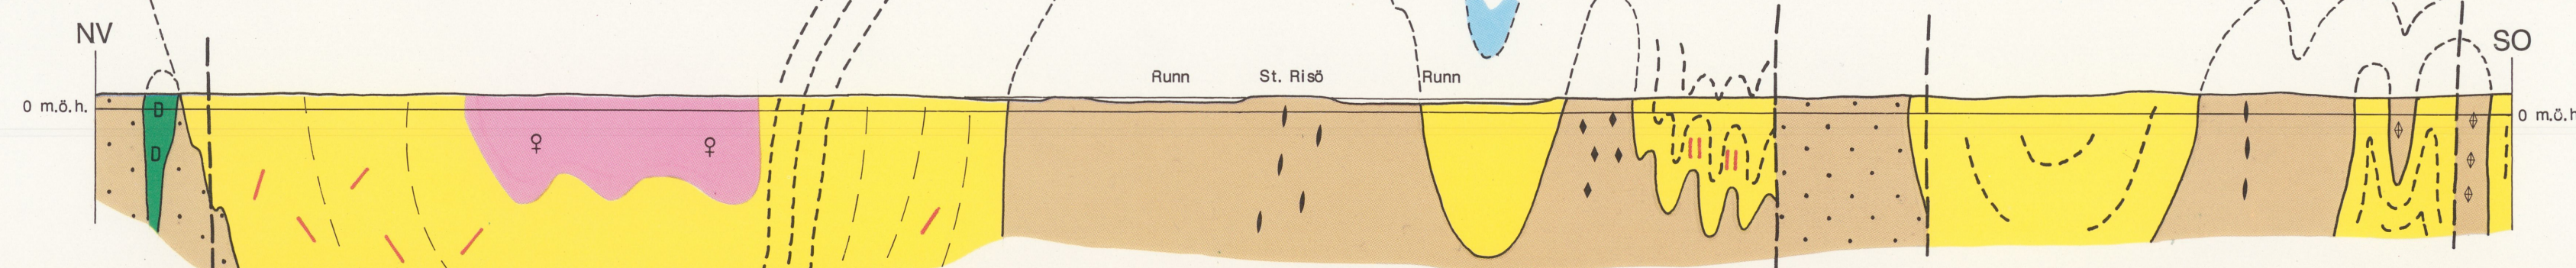 NV
SO
Runn St. Risö Runn
0 m.ö.h. D 0 m.ö.h
D